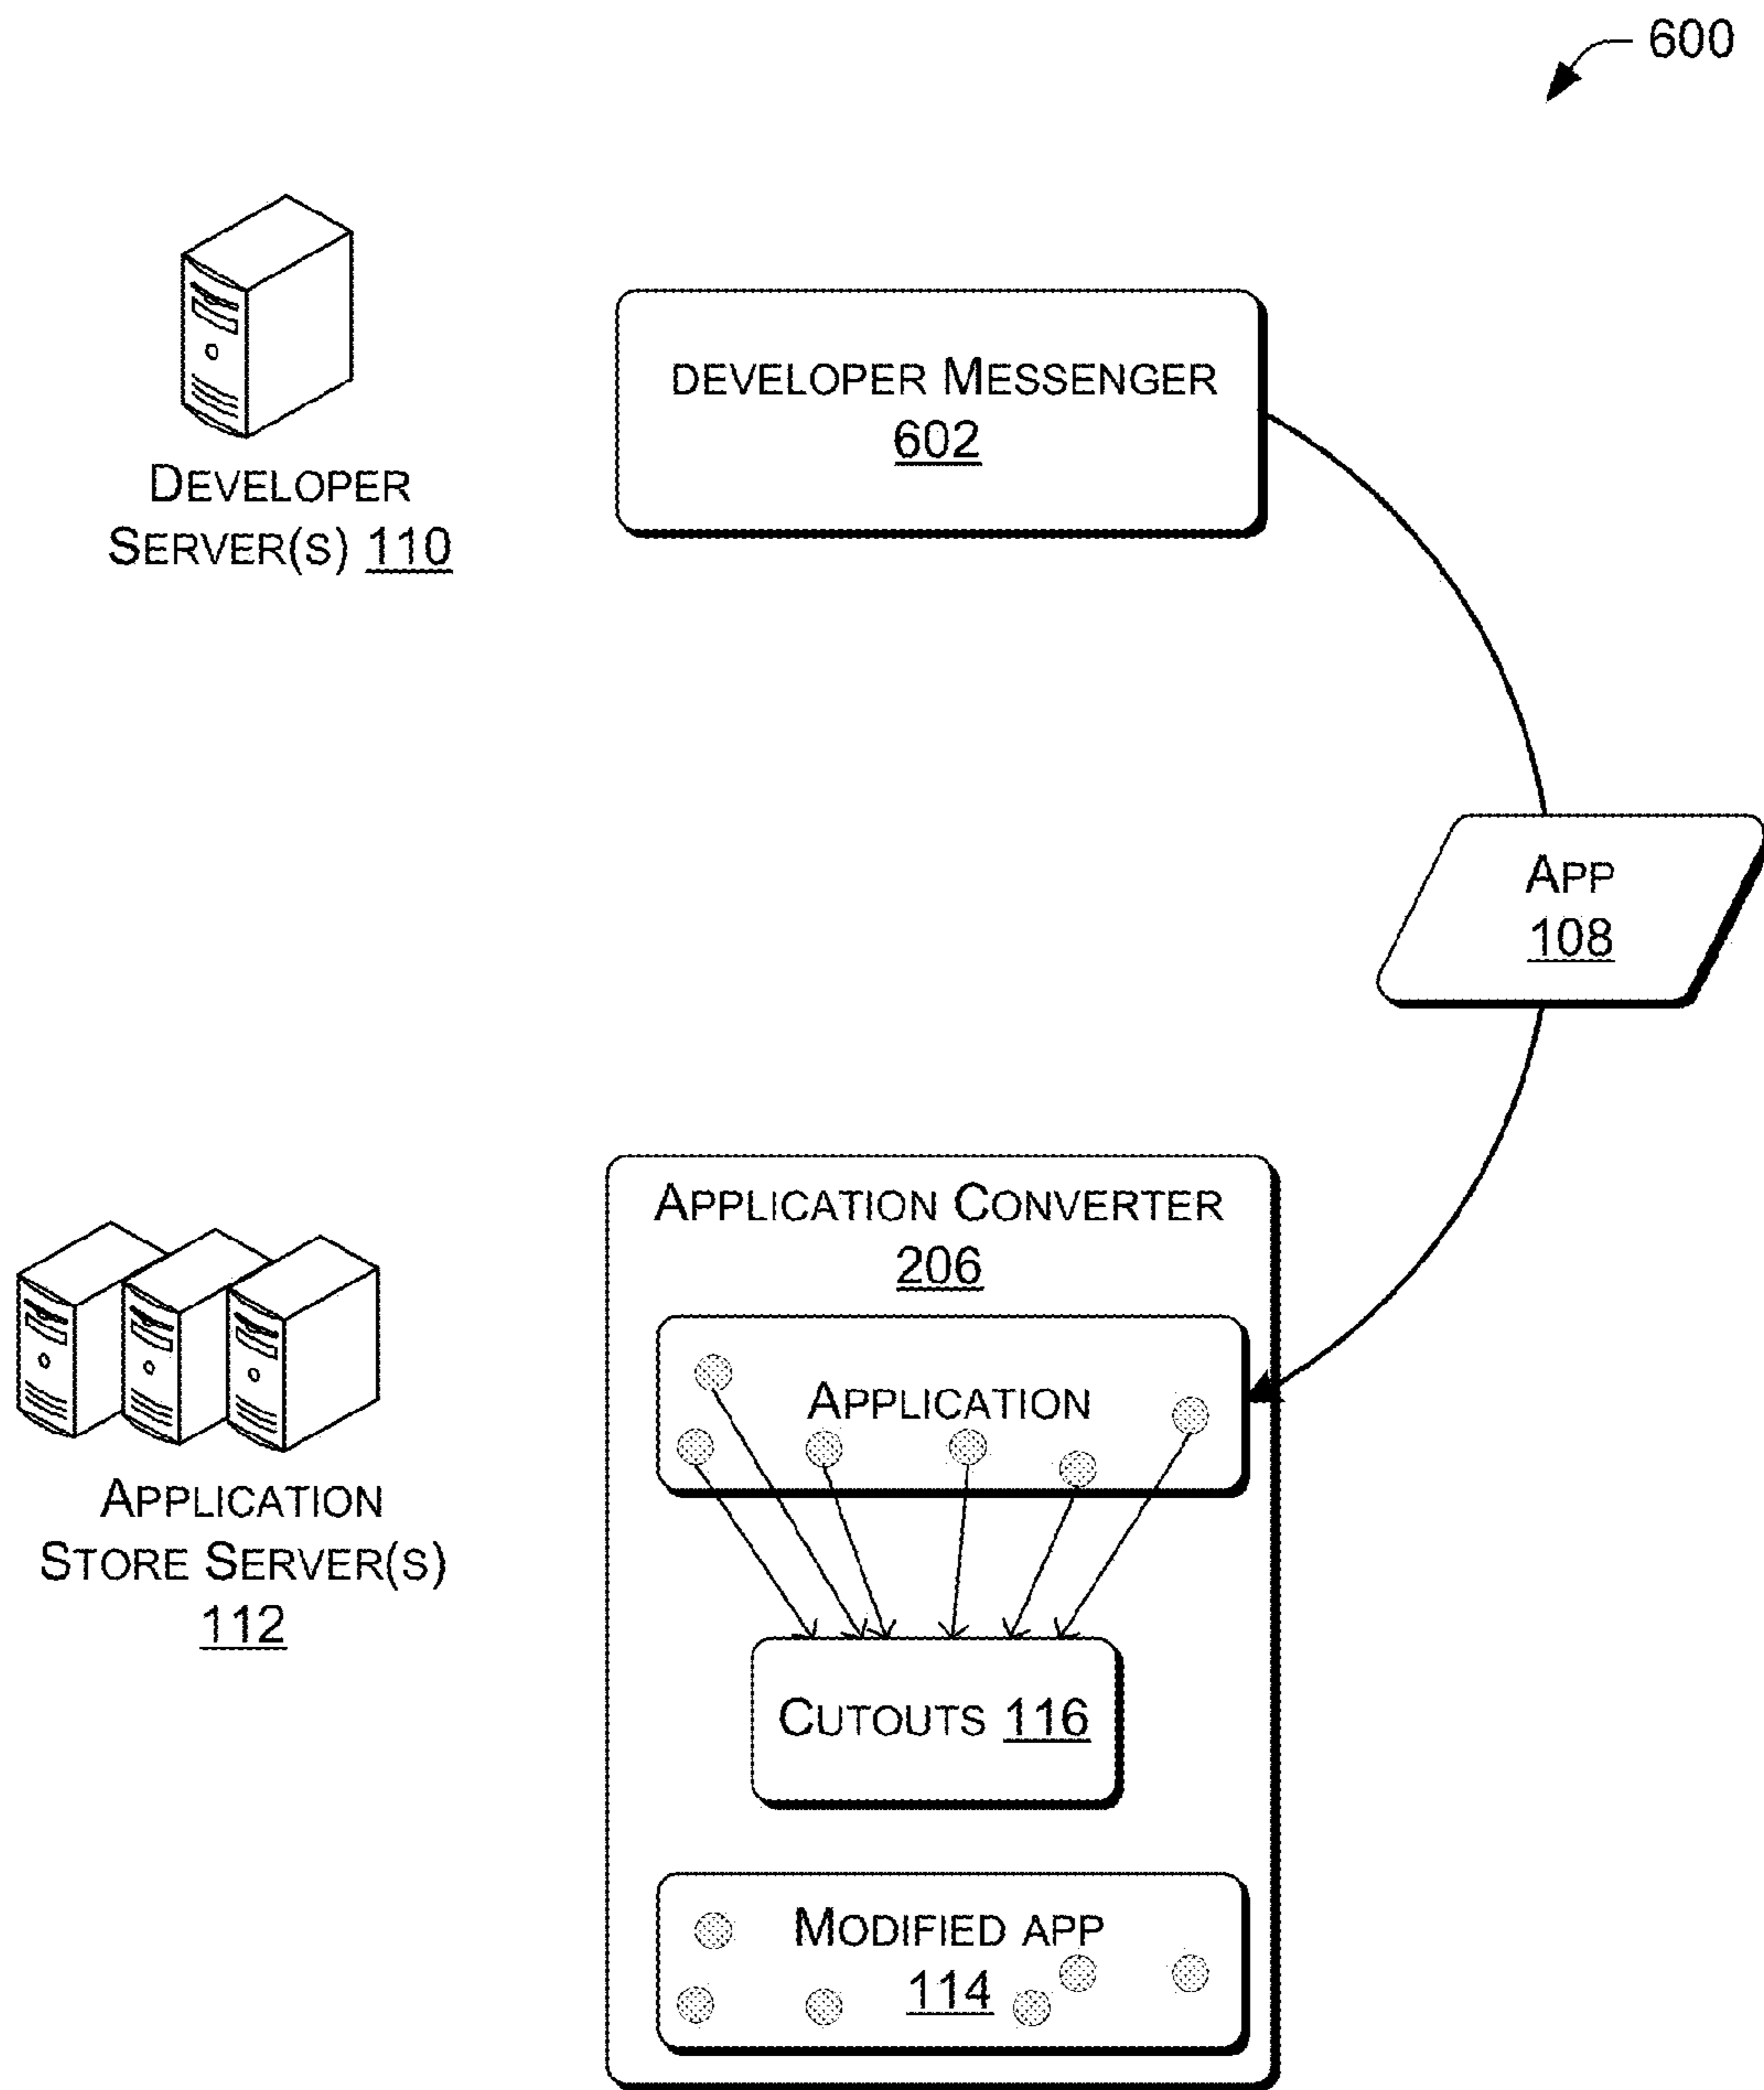 600
DEVELOPER MESSENGER
602
DEVELOPER
SERVER(S) 110
APP
108
APPLICATION CONVERTER
206
APPLICATION
APPLICATION
STORE SERVER(S)
112
CUTOUTS 116
MODIFIED APP
114